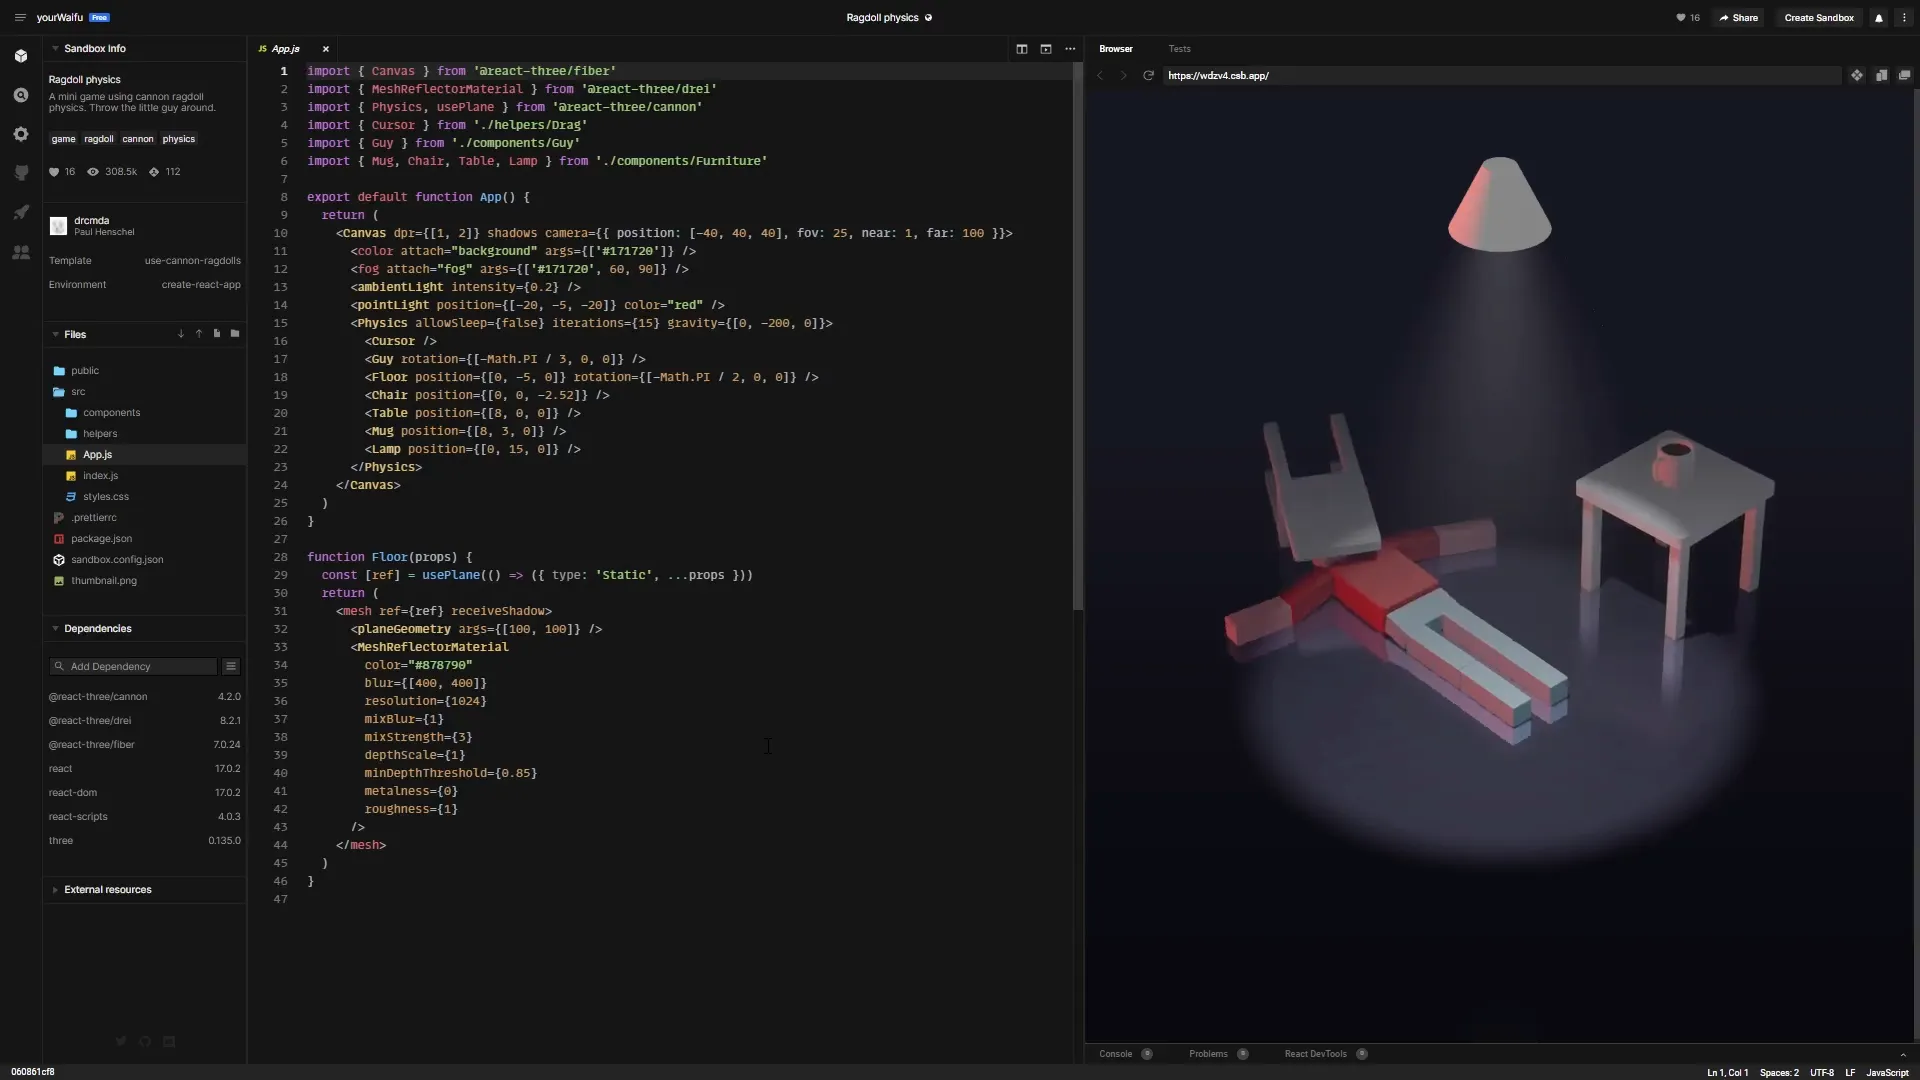 yourWaifu Free
Ragdoll physics
16 Share Create Sandbox
Sandbox Info
Ragdoll physics
A mini game using cannon ragdoll
physics. Throw the little guy around.
game ragdoll cannon physics
16 308.5k 112
drcmda
Paul Henschel
Template use-cannon-ragdolls
Environment create-react-app
Files
public
src
components
helpers
App.js
index.js
styles.css
.prettierrc
package.json
sandbox.config.json
thumbnail.png
Dependencies
Add Dependency
@react-three/cannon 4.2.0
@react-three/drei 8.2.1
@react-three/fiber 7.0.24
react 17.0.2
react-dom 17.0.2
react-scripts 4.0.3
three 0.135.0
External resources
JS App.js
1 import { Canvas } from '@react-three/fiber'
2 import { MeshReflectorMaterial } from '@react-three/drei'
3 import { Physics, usePlane } from '@react-three/cannon'
4 import { Cursor } from './helpers/Drag'
5 import { Guy } from './components/Guy'
6 import { Mug, Chair, Table, Lamp } from './components/Furniture'
7
8 export default function App() {
9 return (
10 <Canvas dpr={[1, 2]} shadows camera={{ position: [-40, 40, 40], fov: 25, near: 1, far: 100 }}>
11 <color attach="background" args={['#171720']} />
12 <fog attach="fog" args={['#171720', 60, 90]} />
13 <ambientLight intensity={0.2} />
14 <pointLight position={[-20, -5, -20]} color="red" />
15 <Physics allowSleep={false} iterations={15} gravity={[0, -200, 0]}>
16 <Cursor />
17 <Guy rotation={[-Math.PI / 3, 0, 0]} />
18 <Floor position={[0, -5, 0]} rotation={[-Math.PI / 2, 0, 0]} />
19 <Chair position={[0, 0, -2.52]} />
20 <Table position={[8, 0, 0]} />
21 <Mug position={[8, 3, 0]} />
22 <Lamp position={[0, 15, 0]} />
23 </Physics>
24 </Canvas>
25 )
26 }
27
28 function Floor(props) {
29 const [ref] = usePlane(() => ({ type: 'Static', ...props }))
30 return (
31 <mesh ref={ref} receiveShadow>
32 <planeGeometry args={[100, 100]} />
33 <MeshReflectorMaterial
34 color="#878790"
35 blur={[400, 400]}
36 resolution={1024}
37 mixBlur={1}
38 mixStrength={3}
39 depthScale={1}
40 minDepthThreshold={0.85}
41 metalness={0}
42 roughness={1}
43 />
44 </mesh>
45 )
46 }
47
Browser Tests
https://wdzv4.csb.app/
Console 0 Problems 0 React DevTools 0
060861cf8
Ln 1, Col 1 Spaces: 2 UTF-8 LF JavaScript